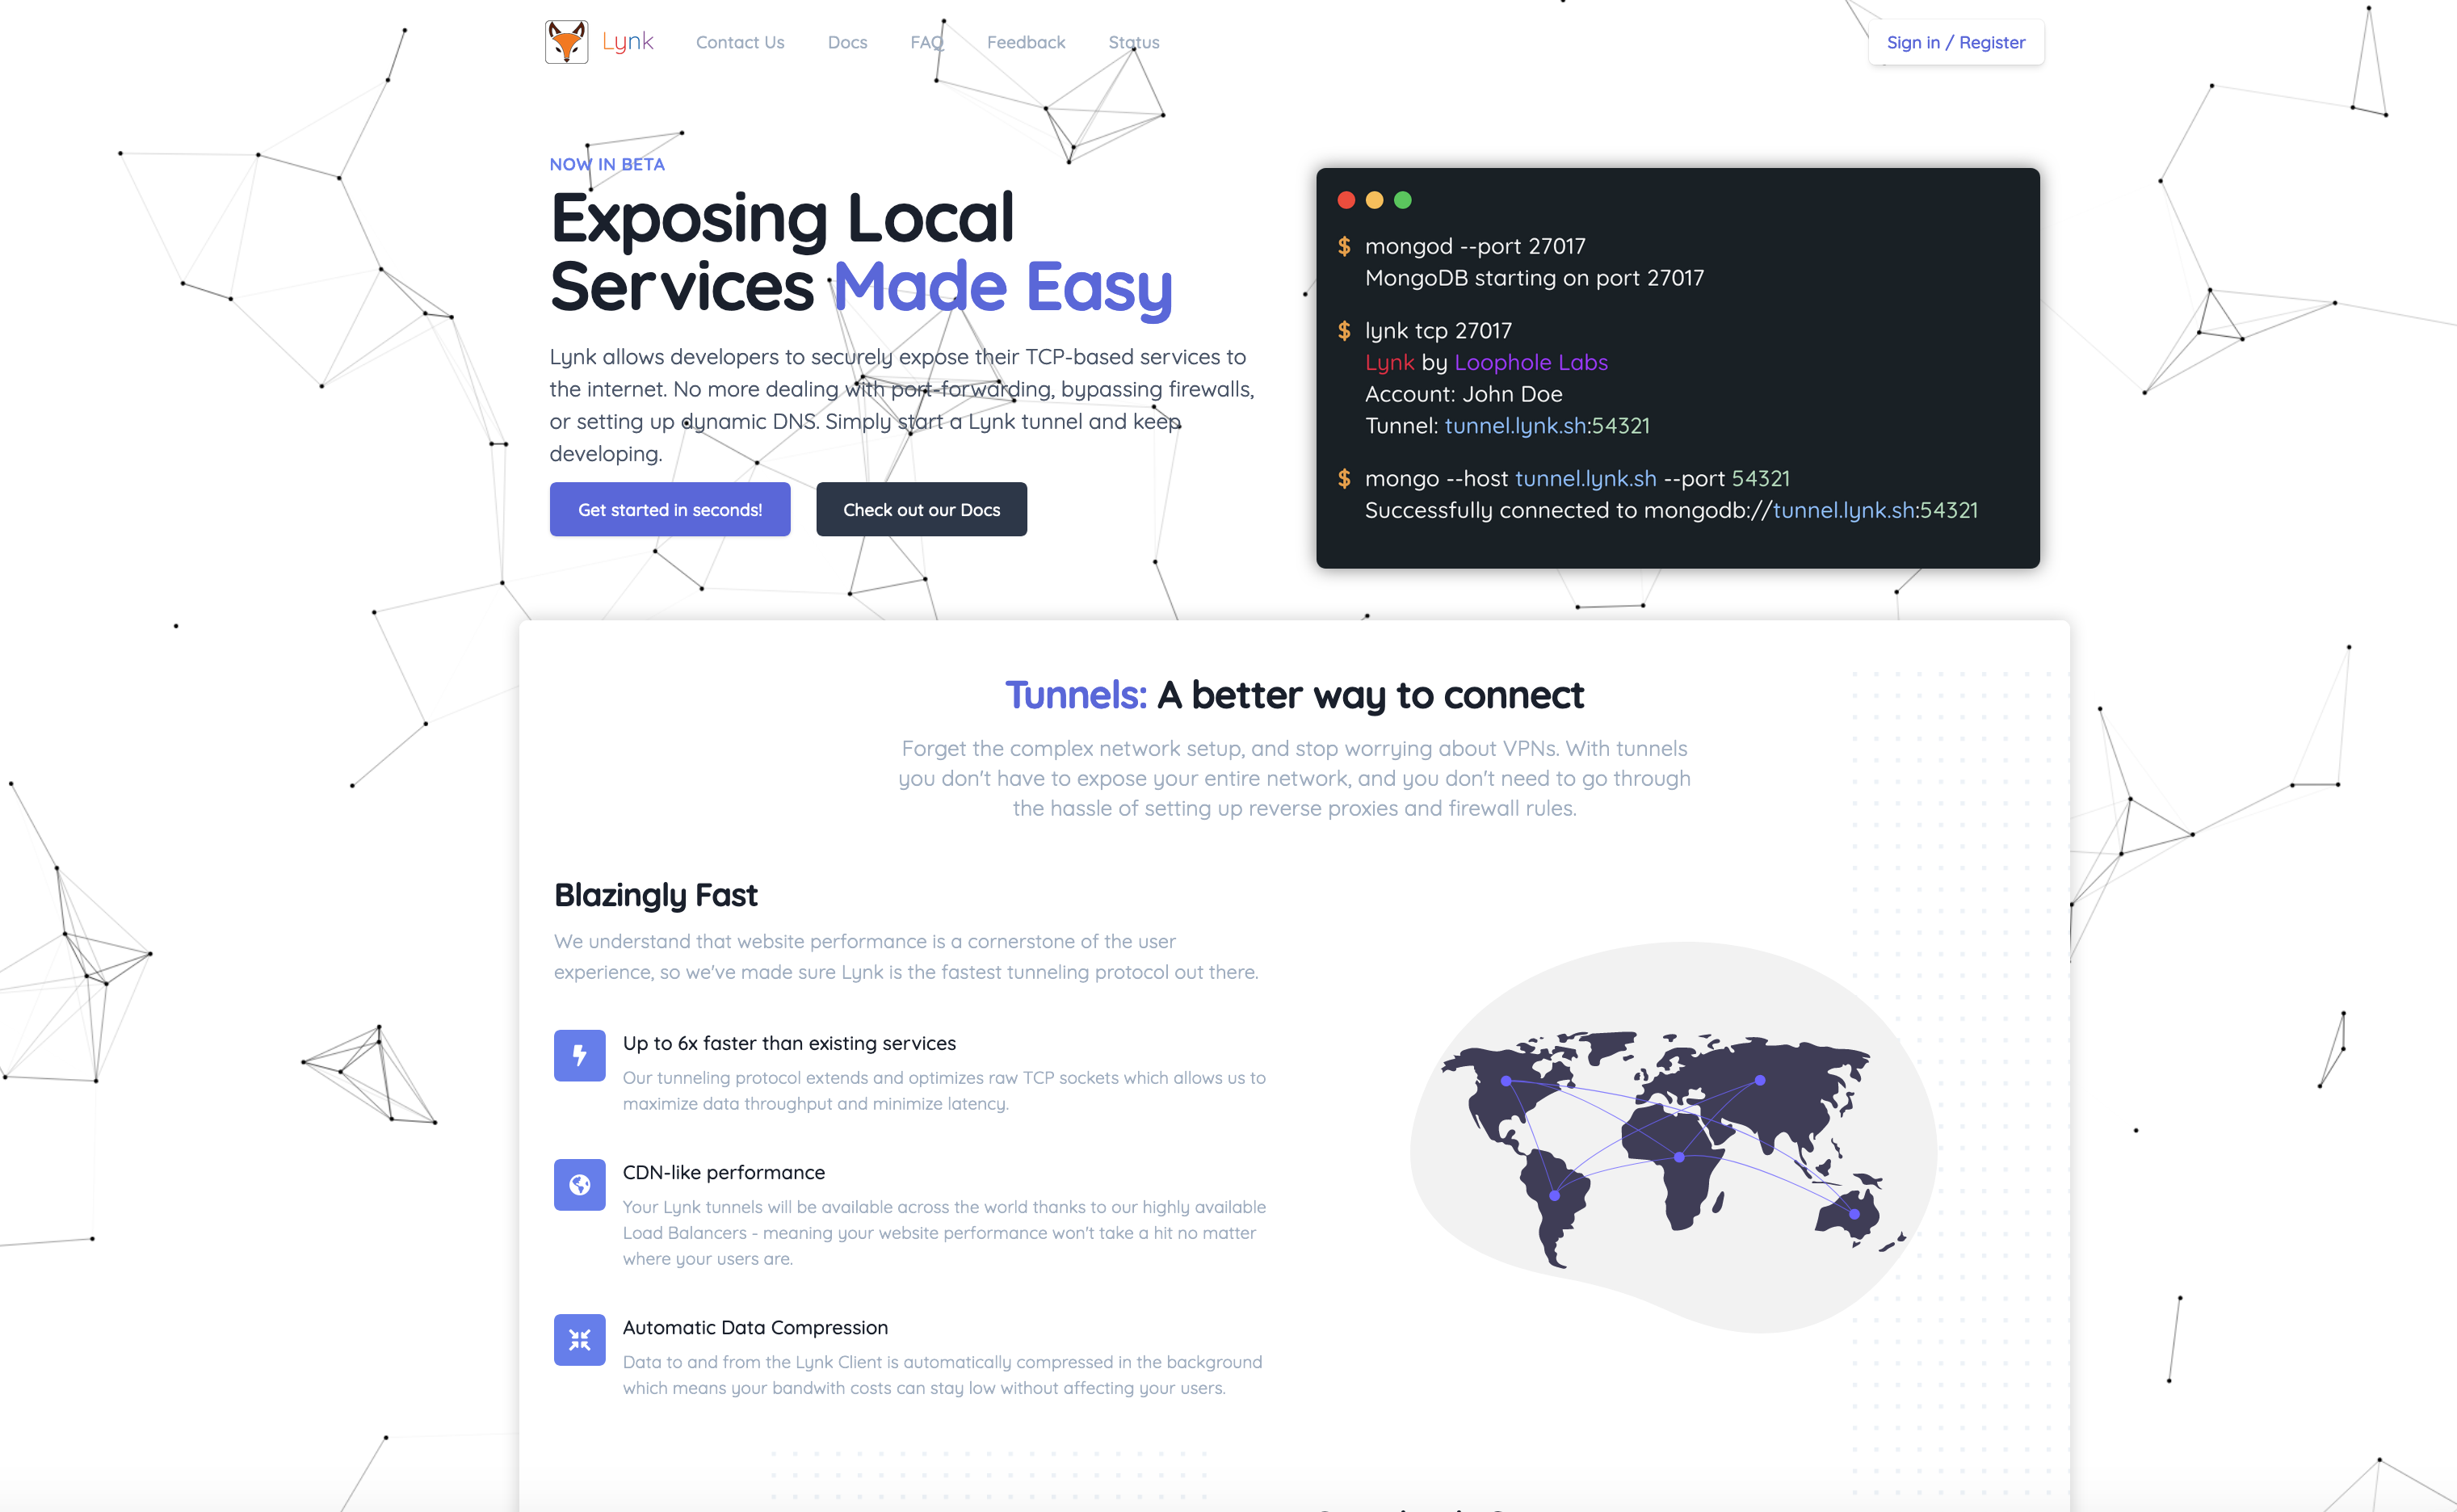 Lynk
Contact Us
Docs
FAQ
Feedback
Status
Sign in / Register
NOW IN BETA
Exposing Local
Services Made Easy
Lynk allows developers to securely expose their TCP-based services to
the internet. No more dealing with port-forwarding, bypassing firewalls,
or setting up dynamic DNS. Simply start a Lynk tunnel and keep
developing.
Get started in seconds!
Check out our Docs
$ mongod --port 27017
MongoDB starting on port 27017
$ lynk tcp 27017
Lynk by Loophole Labs
Account: John Doe
Tunnel: tunnel.lynk.sh:54321
$ mongo --host tunnel.lynk.sh --port 54321
Successfully connected to mongodb://tunnel.lynk.sh:54321
Tunnels: A better way to connect
Forget the complex network setup, and stop worrying about VPNs. With tunnels
you don't have to expose your entire network, and you don't need to go through
the hassle of setting up reverse proxies and firewall rules.
Blazingly Fast
We understand that website performance is a cornerstone of the user
experience, so we've made sure Lynk is the fastest tunneling protocol out there.
Up to 6x faster than existing services
Our tunneling protocol extends and optimizes raw TCP sockets which allows us to
maximize data throughput and minimize latency.
CDN-like performance
Your Lynk tunnels will be available across the world thanks to our highly available
Load Balancers - meaning your website performance won't take a hit no matter
where your users are.
Automatic Data Compression
Data to and from the Lynk Client is automatically compressed in the background
which means your bandwith costs can stay low without affecting your users.